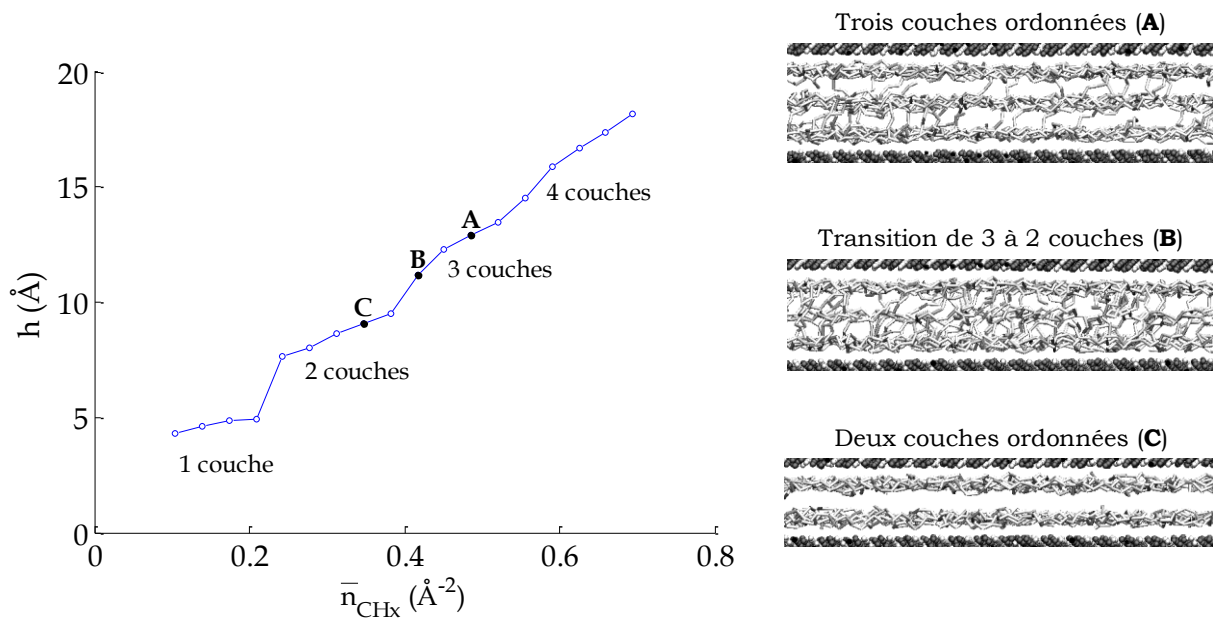 20
15
10
5
0
h (Å)
0
0.2
0.4
0.6
0.8
n̅CHx (Å-2)
1 couche
2 couches
3 couches
4 couches
A
B
C
Trois couches ordonnées (A)
Transition de 3 à 2 couches (B)
Deux couches ordonnées (C)